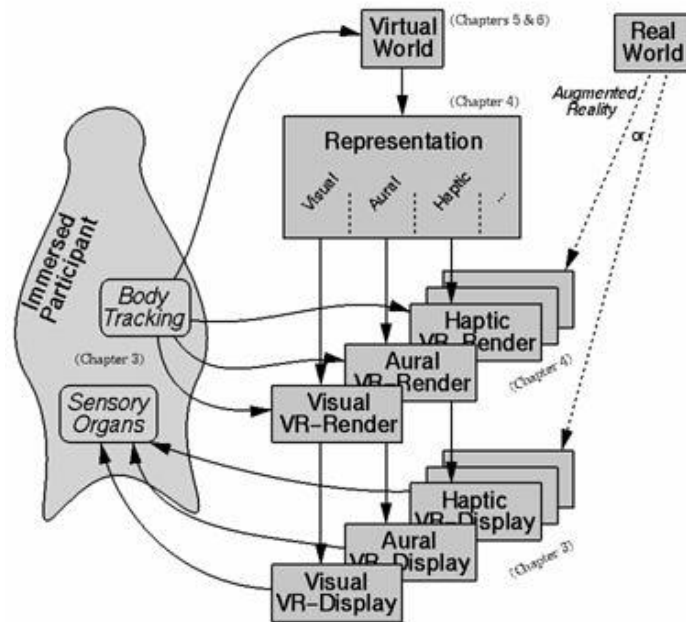 Virtual
World
(Chapters 5 & 6)
Real
World
(Chapter 4)
Augmented
Reality
or
Representation
Visual
Aural
Haptic
...
Immersed
Participant
Body
Tracking
(Chapter 3)
Sensory
Organs
Haptic
VR-Render
Aural
VR-Render
(Chapter 4)
Visual
VR-Render
Haptic
VR-Display
Aural
VR-Display
(Chapter 3)
Visual
VR-Display